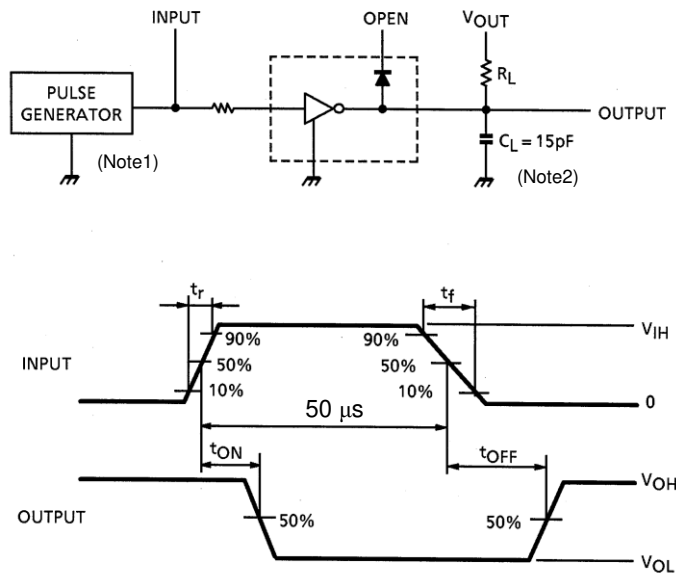 INPUT
OPEN
VOUT
PULSE
GENERATOR
RL
OUTPUT
CL = 15pF
(Note1)
(Note2)
tr
tf
90%
90%
VIH
INPUT
50%
50%
10%
10%
0
50 µs
tON
tOFF
VOH
OUTPUT
50%
50%
VOL